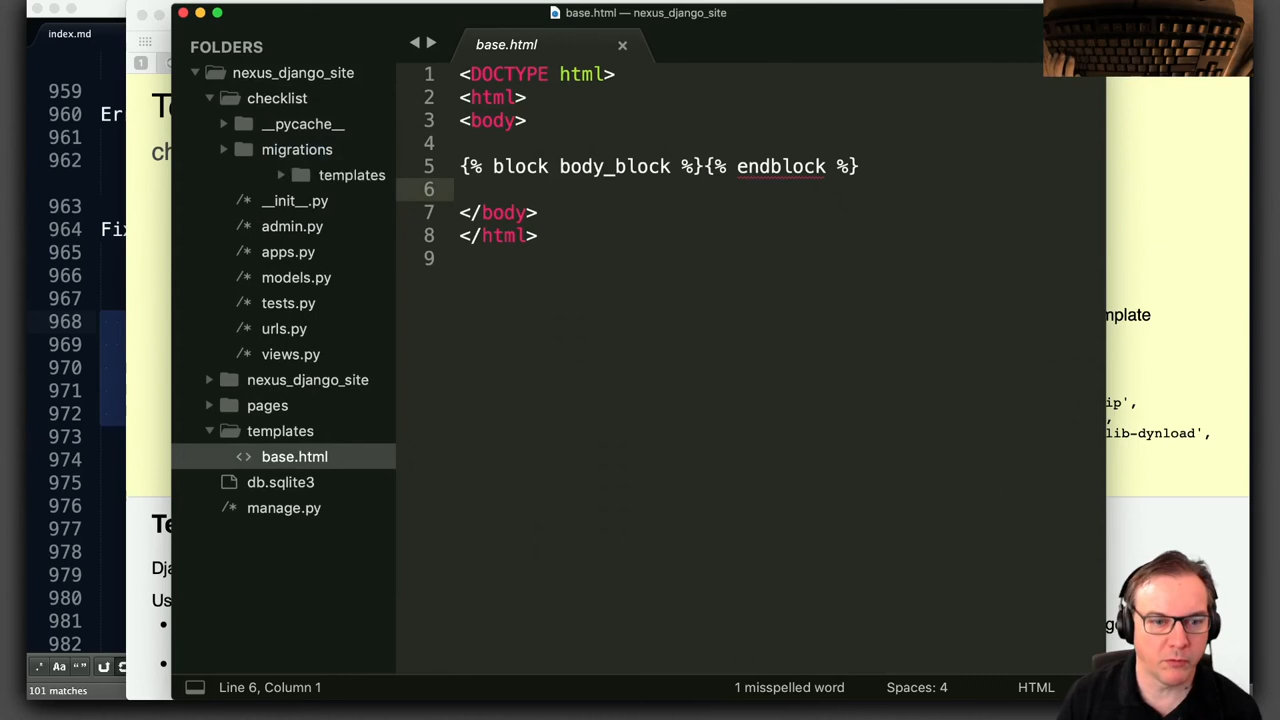 index.md
959
960 Er
961
962
963
964 Fi
965
966
967
968
969
970
971
972
973
974
975
976
977
978
979
980
981
982
.* Aa “ ”
101 matches
1
base.html — nexus_django_site
FOLDERS
nexus_django_site
checklist
__pycache__
migrations
templates
/* __init__.py
/* admin.py
/* apps.py
/* models.py
/* tests.py
/* urls.py
/* views.py
nexus_django_site
pages
templates
<> base.html
db.sqlite3
/* manage.py
base.html ×
1 <DOCTYPE html>
2 <html>
3 <body>
4
5 {% block body_block %}{% endblock %}
6
7 </body>
8 </html>
9
Line 6, Column 1
1 misspelled word
Spaces: 4
HTML
mplate
ip',
,
lib-dynload',
Us